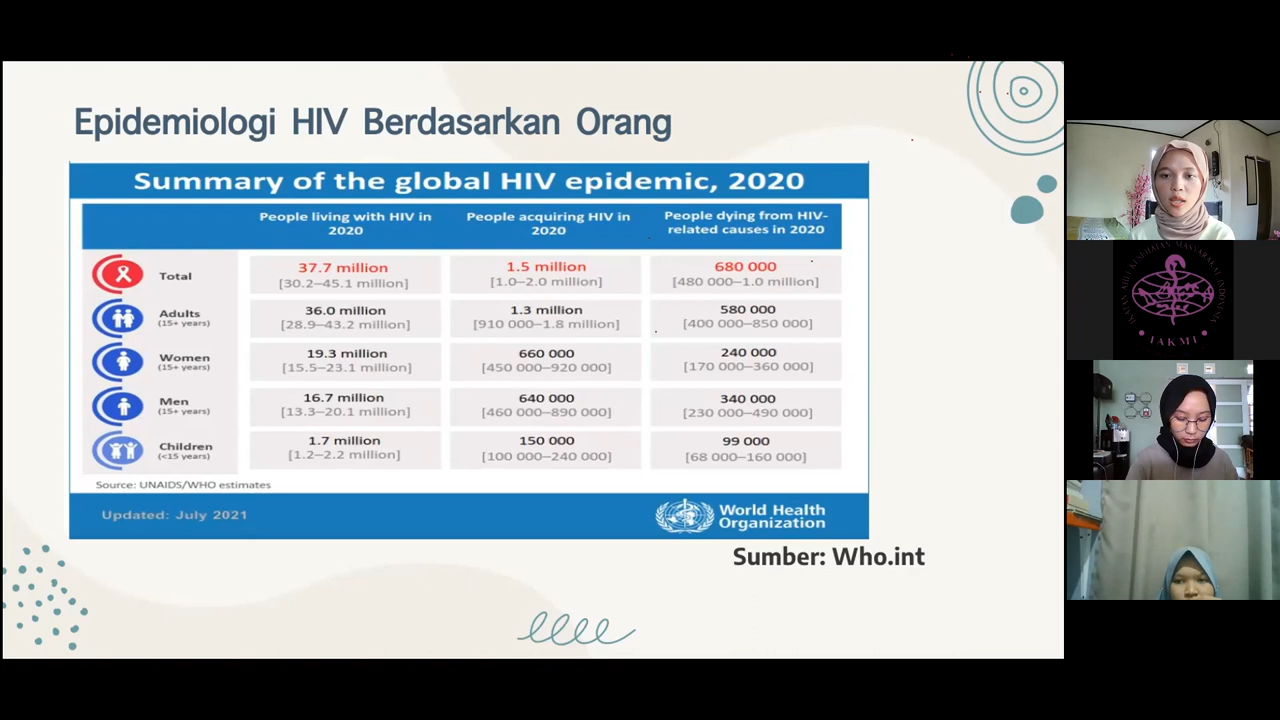 Epidemiologi HIV Berdasarkan Orang
Summary of the global HIV epidemic, 2020
People living with HIV in 2020
People acquiring HIV in 2020
People dying from HIV-related causes in 2020
Total
37.7 million
[30.2–45.1 million]
1.5 million
[1.0–2.0 million]
680 000
[480 000–1.0 million]
Adults
(15+ years)
36.0 million
[28.9–43.2 million]
1.3 million
[910 000–1.8 million]
580 000
[400 000–850 000]
Women
(15+ years)
19.3 million
[15.5–23.1 million]
660 000
[450 000–920 000]
240 000
[170 000–360 000]
Men
(15+ years)
16.7 million
[13.3–20.1 million]
640 000
[460 000–890 000]
340 000
[230 000–490 000]
Children
(<15 years)
1.7 million
[1.2–2.2 million]
150 000
[100 000–240 000]
99 000
[68 000–160 000]
Source: UNAIDS/WHO estimates
Updated: July 2021
World Health
Organization
Sumber: Who.int
IKATAN AHLI KESEHATAN MASYARAKAT INDONESIA
• IAKMI •